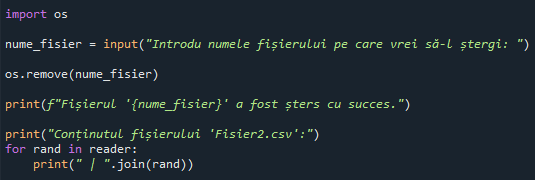 import os
nume_fisier = input("Introdu numele fișierului pe care vrei să-l ștergi: ")
os.remove(nume_fisier)
print(f"Fișierul '{nume_fisier}' a fost șters cu succes.")
print("Conținutul fișierului 'Fisier2.csv':")
for rand in reader:
    print(" | ".join(rand))